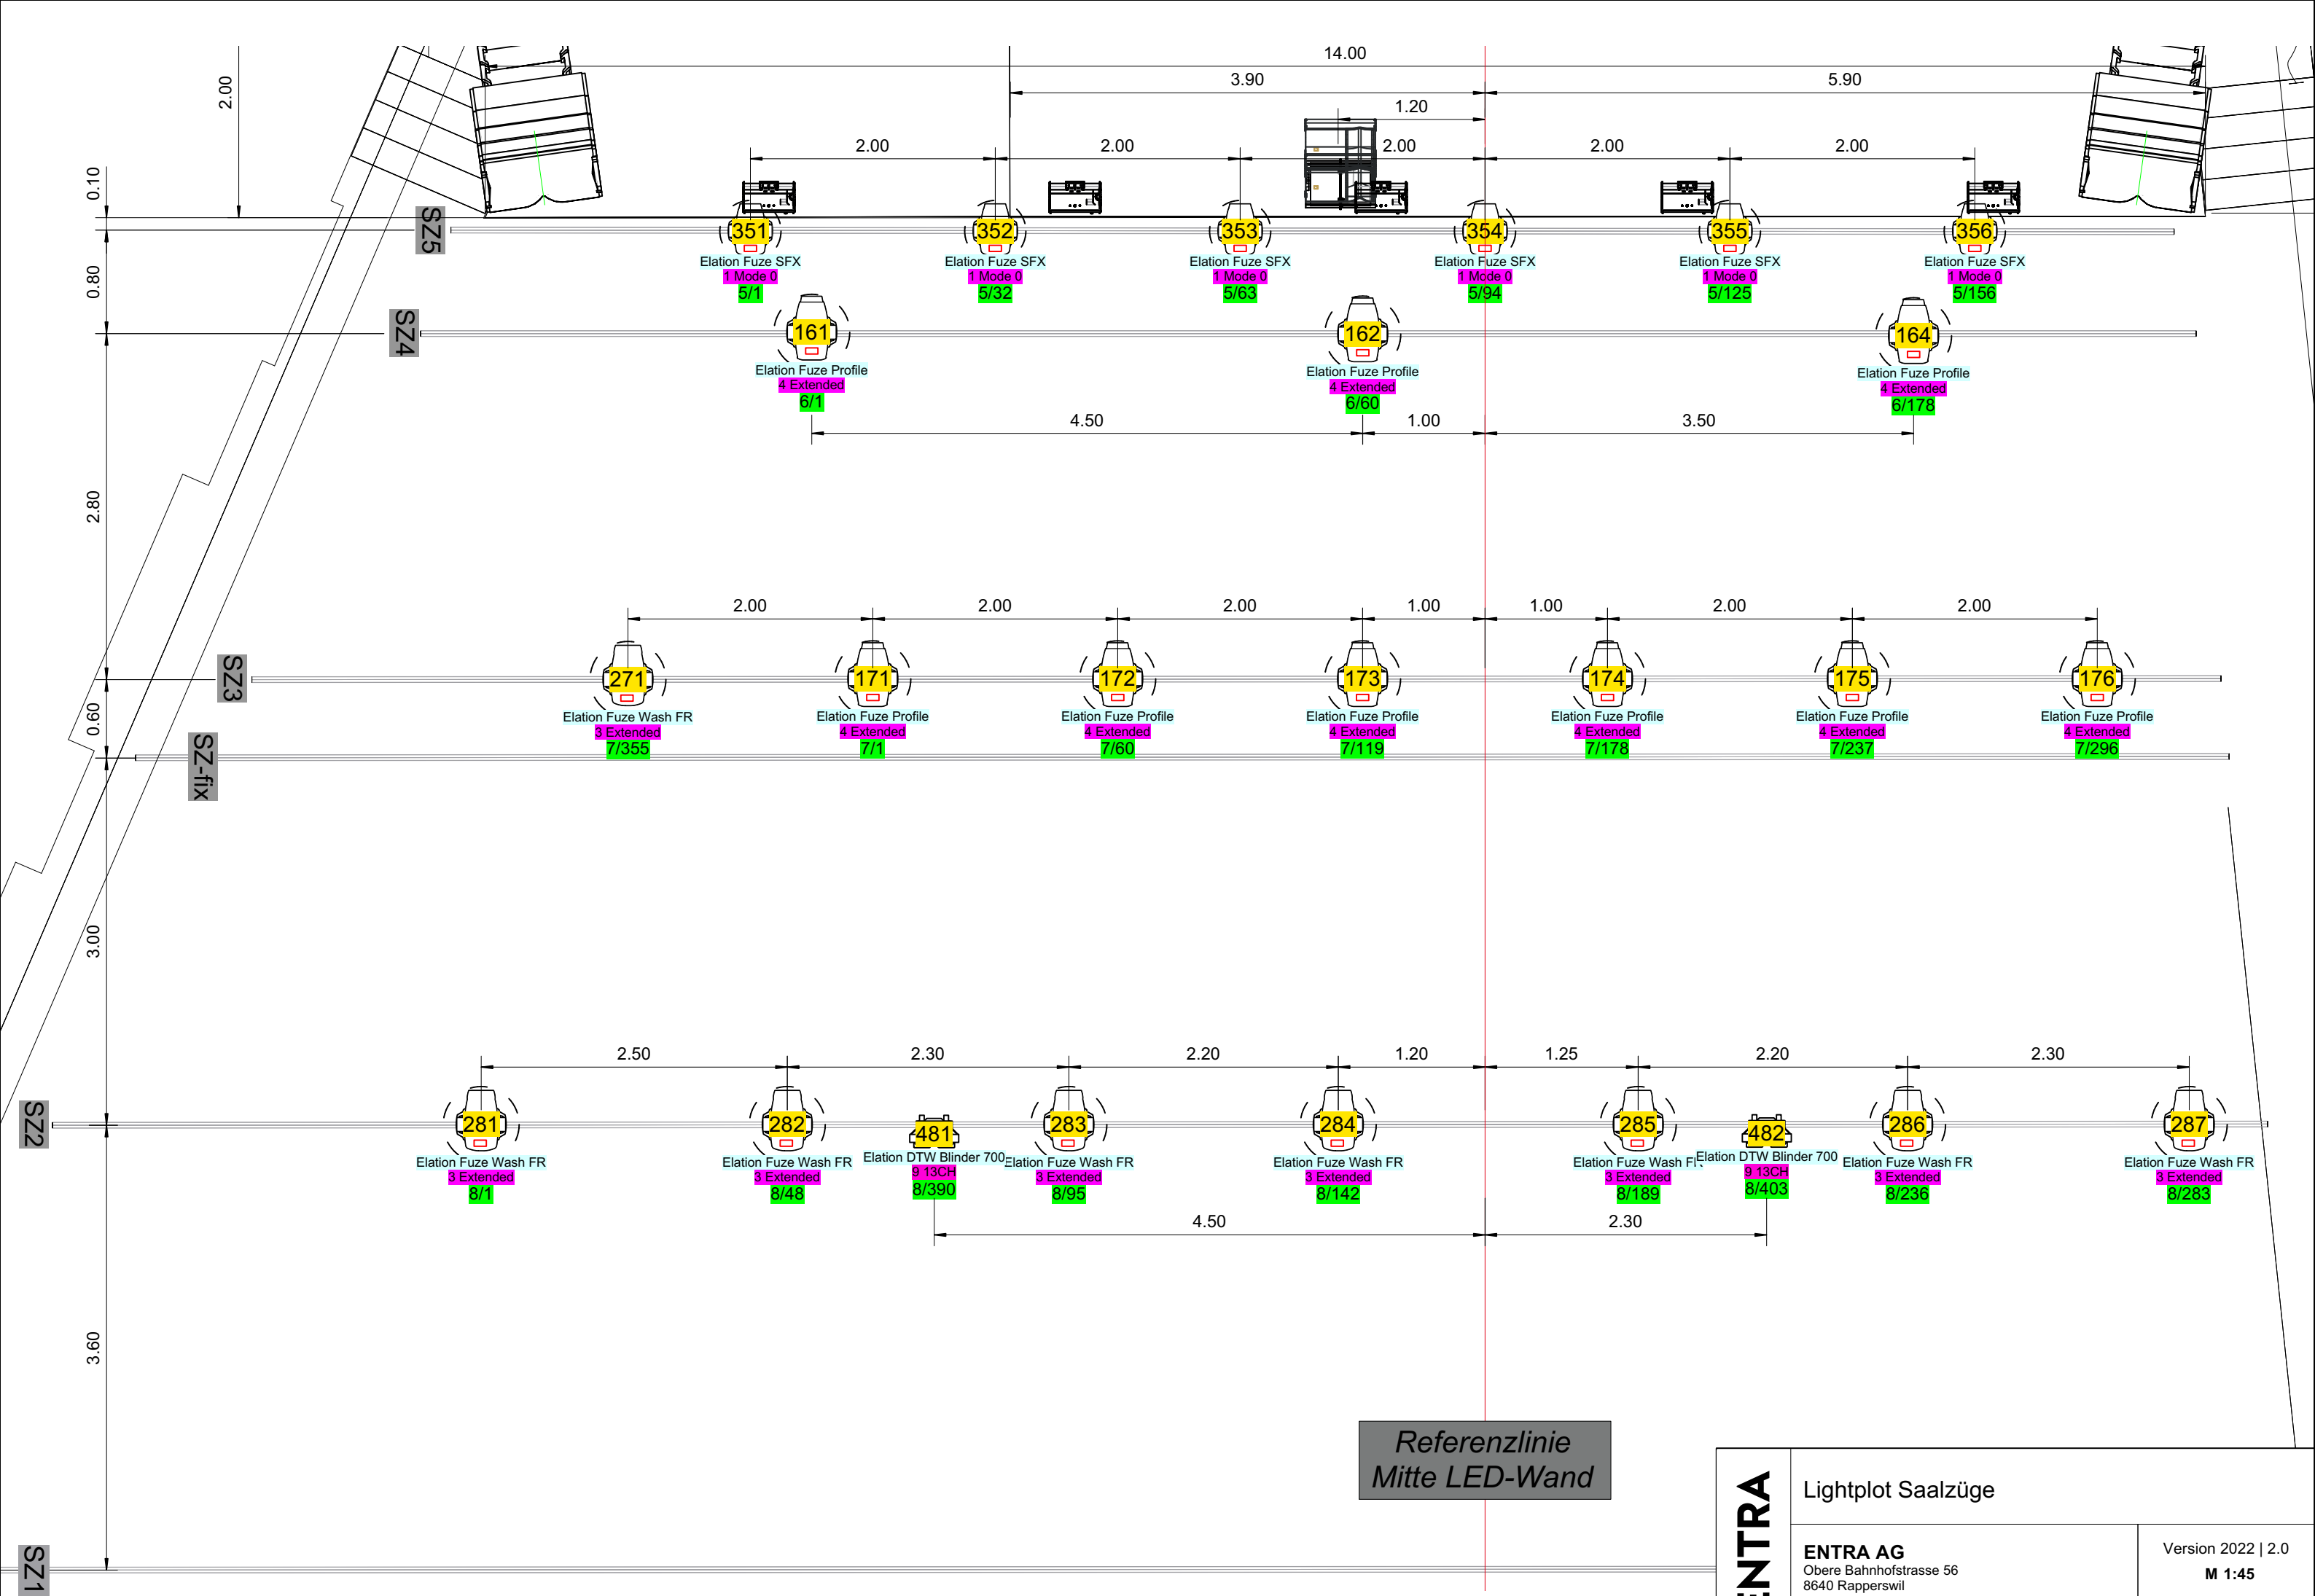 14.00
3.90
5.90
1.20
2.00
2.00
2.00
2.00
2.00
2.00
0.10
SZ5
351
352
353
354
355
356
Elation Fuze SFX
Elation Fuze SFX
Elation Fuze SFX
Elation Fuze SFX
Elation Fuze SFX
Elation Fuze SFX
1 Mode 0
1 Mode 0
1 Mode 0
1 Mode 0
1 Mode 0
1 Mode 0
5/1
5/32
5/63
5/94
5/125
5/156
0.80
SZ4
161
162
164
Elation Fuze Profile
Elation Fuze Profile
Elation Fuze Profile
4 Extended
4 Extended
4 Extended
6/1
6/60
6/178
4.50
1.00
3.50
2.80
2.00
2.00
2.00
1.00
1.00
2.00
2.00
SZ3
271
171
172
173
174
175
176
Elation Fuze Wash FR
Elation Fuze Profile
Elation Fuze Profile
Elation Fuze Profile
Elation Fuze Profile
Elation Fuze Profile
Elation Fuze Profile
3 Extended
4 Extended
4 Extended
4 Extended
4 Extended
4 Extended
4 Extended
7/355
7/1
7/60
7/119
7/178
7/237
7/296
0.60
SZ-fix
3.00
2.50
2.30
2.20
1.20
1.25
2.20
2.30
SZ2
281
282
481
283
284
285
482
286
287
Elation Fuze Wash FR
Elation Fuze Wash FR
Elation DTW Blinder 700
Elation Fuze Wash FR
Elation Fuze Wash FR
Elation Fuze Wash
Elation DTW Blinder 700
Elation Fuze Wash FR
Elation Fuze Wash FR
3 Extended
3 Extended
9 13CH
3 Extended
3 Extended
3 Extended
9 13CH
3 Extended
3 Extended
8/1
8/48
8/390
8/95
8/142
8/189
8/403
8/236
8/283
4.50
2.30
3.60
Referenzlinie
Mitte LED-Wand
SZ1
ENTRA
Lightplot Saalzüge
ENTRA AG
Obere Bahnhofstrasse 56
8640 Rapperswil
Version 2022 | 2.0
M 1:45